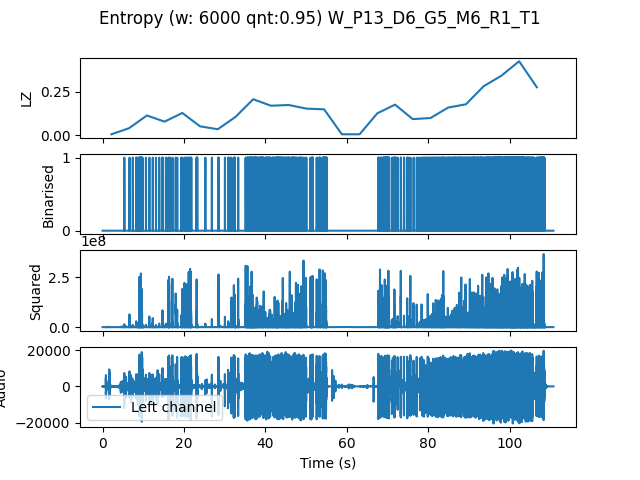 Entropy (w: 6000 qnt:0.95) W_P13_D6_G5_M6_R1_T1
LZ
0.25
0.00
Binarised
1
0
1e8
Squared
2.5
0.0
Audio
20000
0
−20000
Left channel
0 20 40 60 80 100
Time (s)